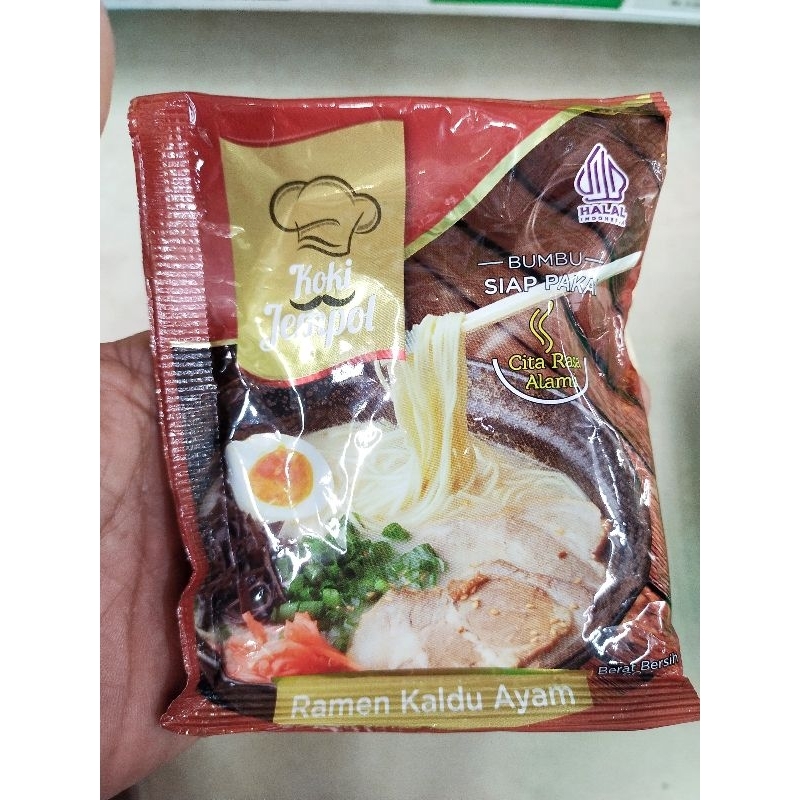 Koki
Jempol
HALAL
INDONESIA
BUMBU
SIAP PAKAI
Cita Rasa
Alami
Berat Bersih
Ramen Kaldu Ayam